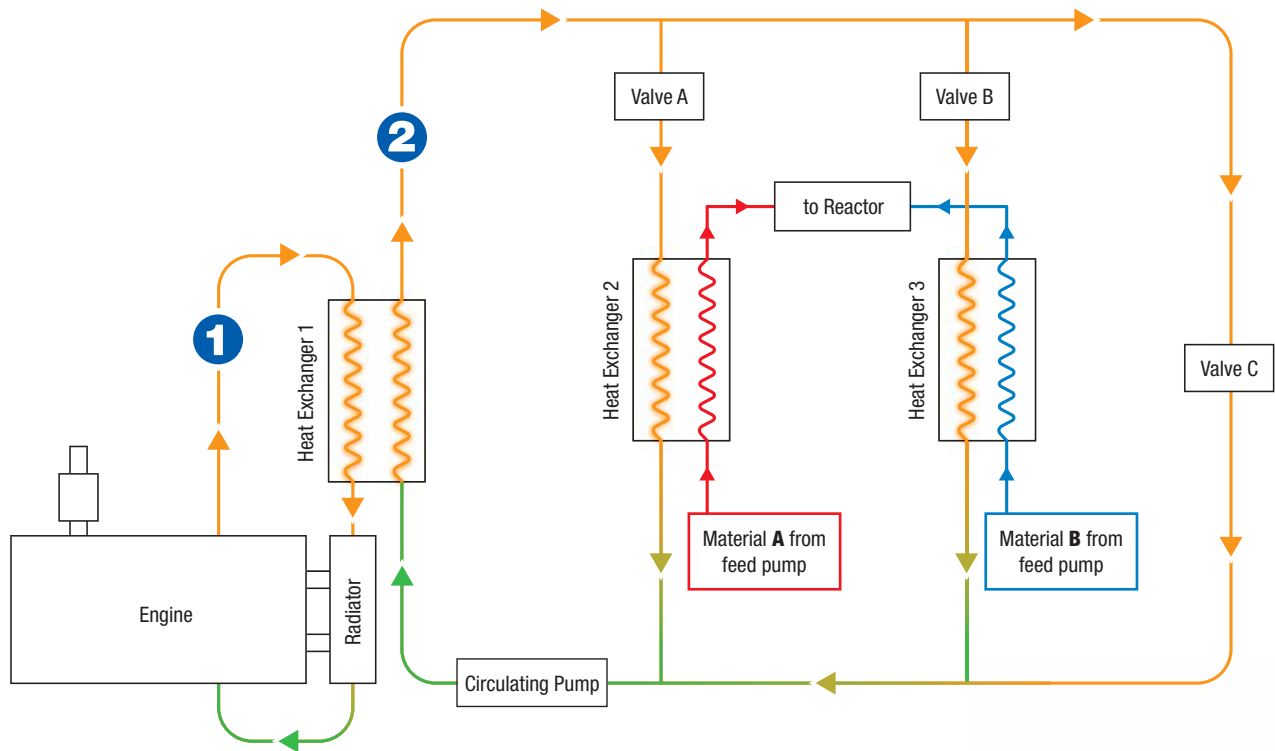 Valve A
Valve B
2
to Reactor
1
Heat Exchanger 1
Heat Exchanger 2
Heat Exchanger 3
Valve C
Material A from
feed pump
Material B from
feed pump
Engine
Radiator
Circulating Pump